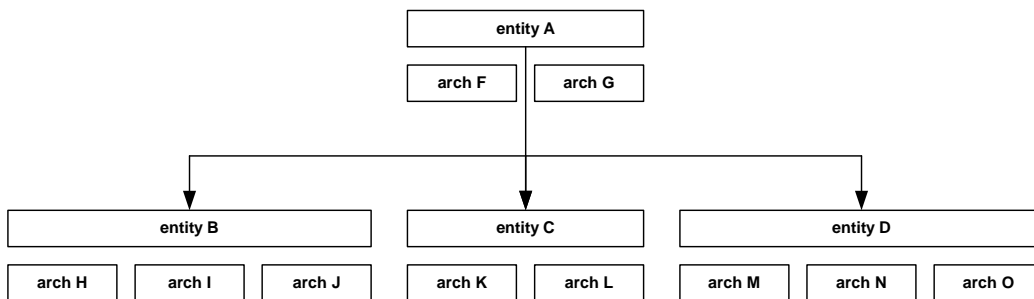 entity A
arch F
arch G
entity B
entity C
entity D
arch H
arch I
arch J
arch K
arch L
arch M
arch N
arch O